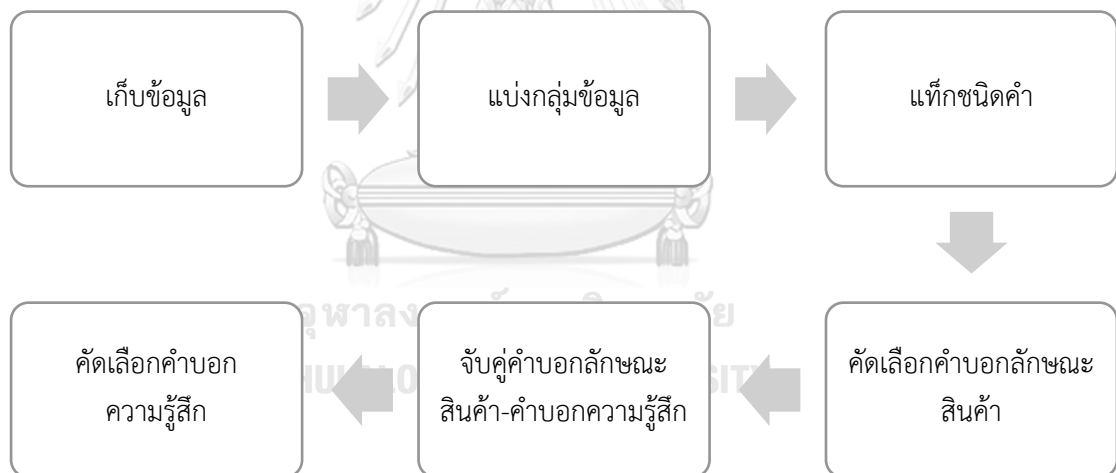 เก็บข้อมูล
แบ่งกลุ่มข้อมูล
แท็กชนิดคำ
คัดเลือกคำบอกลักษณะ
สินค้า
จับคู่คำบอกลักษณะ
สินค้า-คำบอกความรู้สึก
คัดเลือกคำบอก
ความรู้สึก